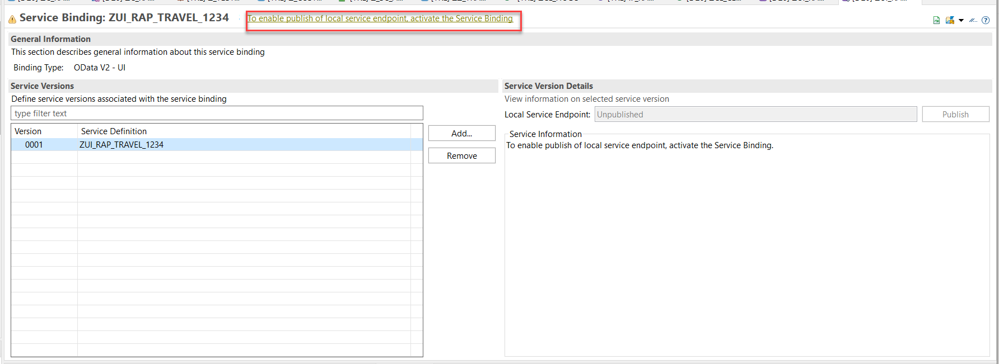 Service Binding: ZUI_RAP_TRAVEL_1234
To enable publish of local service endpoint, activate the Service Binding
General Information
This section describes general information about this service binding
Binding Type: OData V2 - UI
Service Versions
Define service versions associated with the service binding
type filter text
Version Service Definition
0001 ZUI_RAP_TRAVEL_1234
Add...
Remove
Service Version Details
View information on selected service version
Local Service Endpoint: Unpublished Publish
Service Information
To enable publish of local service endpoint, activate the Service Binding.